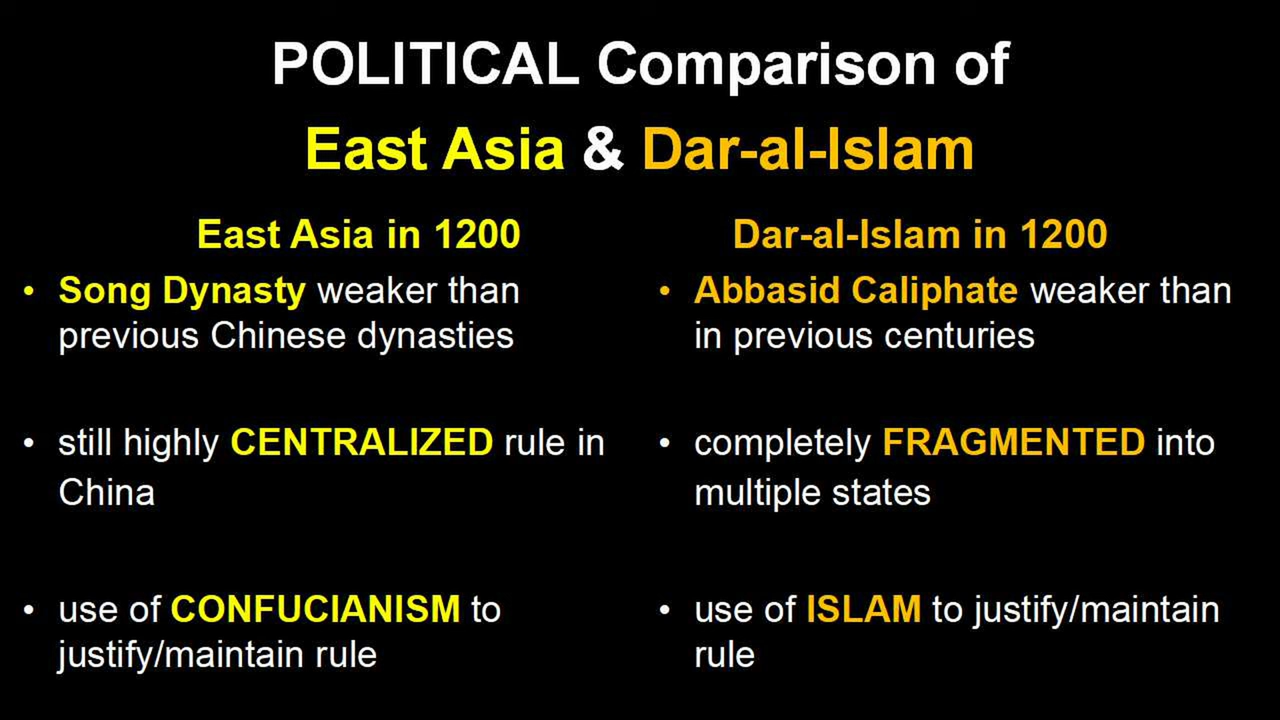 POLITICAL Comparison of
East Asia & Dar-al-Islam
East Asia in 1200
• Song Dynasty weaker than
previous Chinese dynasties
• still highly CENTRALIZED rule in
China
• use of CONFUCIANISM to
justify/maintain rule
Dar-al-Islam in 1200
• Abbasid Caliphate weaker than
in previous centuries
• completely FRAGMENTED into
multiple states
• use of ISLAM to justify/maintain
rule